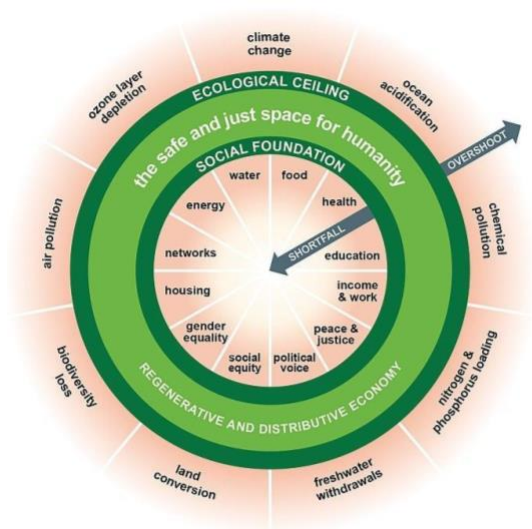 climate
change
ozone layer
depletion
ocean
acidification
ECOLOGICAL CEILING
the safe and just space for humanity
OVERSHOOT
SOCIAL FOUNDATION
water
food
energy
health
air pollution
chemical
pollution
SHORTFALL
networks
education
housing
income
& work
gender
equality
peace &
justice
social
equity
political
voice
biodiversity
loss
nitrogen &
phosphorus loading
REGENERATIVE AND DISTRIBUTIVE ECONOMY
land
conversion
freshwater
withdrawals